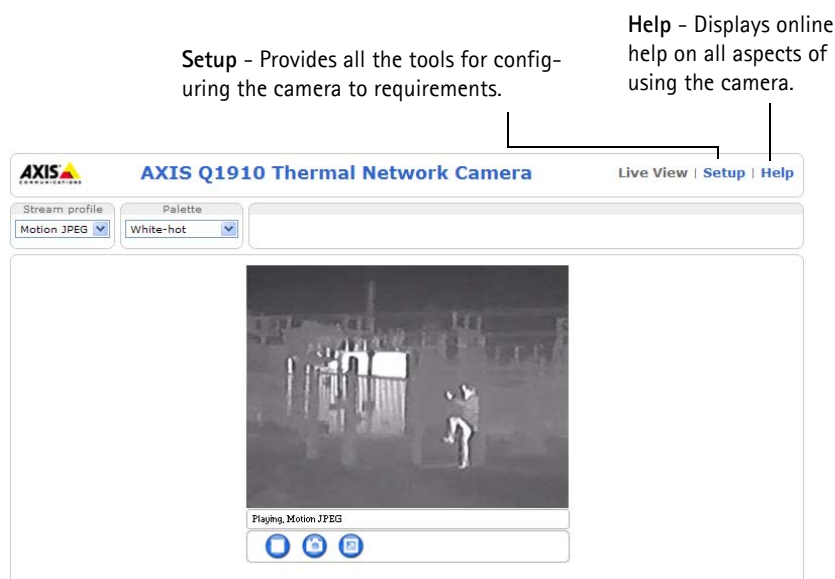 Help - Displays online
help on all aspects of
using the camera.
Setup - Provides all the tools for config-
uring the camera to requirements.
AXIS
COMMUNICATIONS
AXIS Q1910 Thermal Network Camera
Live View | Setup | Help
Stream profile
Palette
Motion JPEG
White-hot
Playing, Motion JPEG